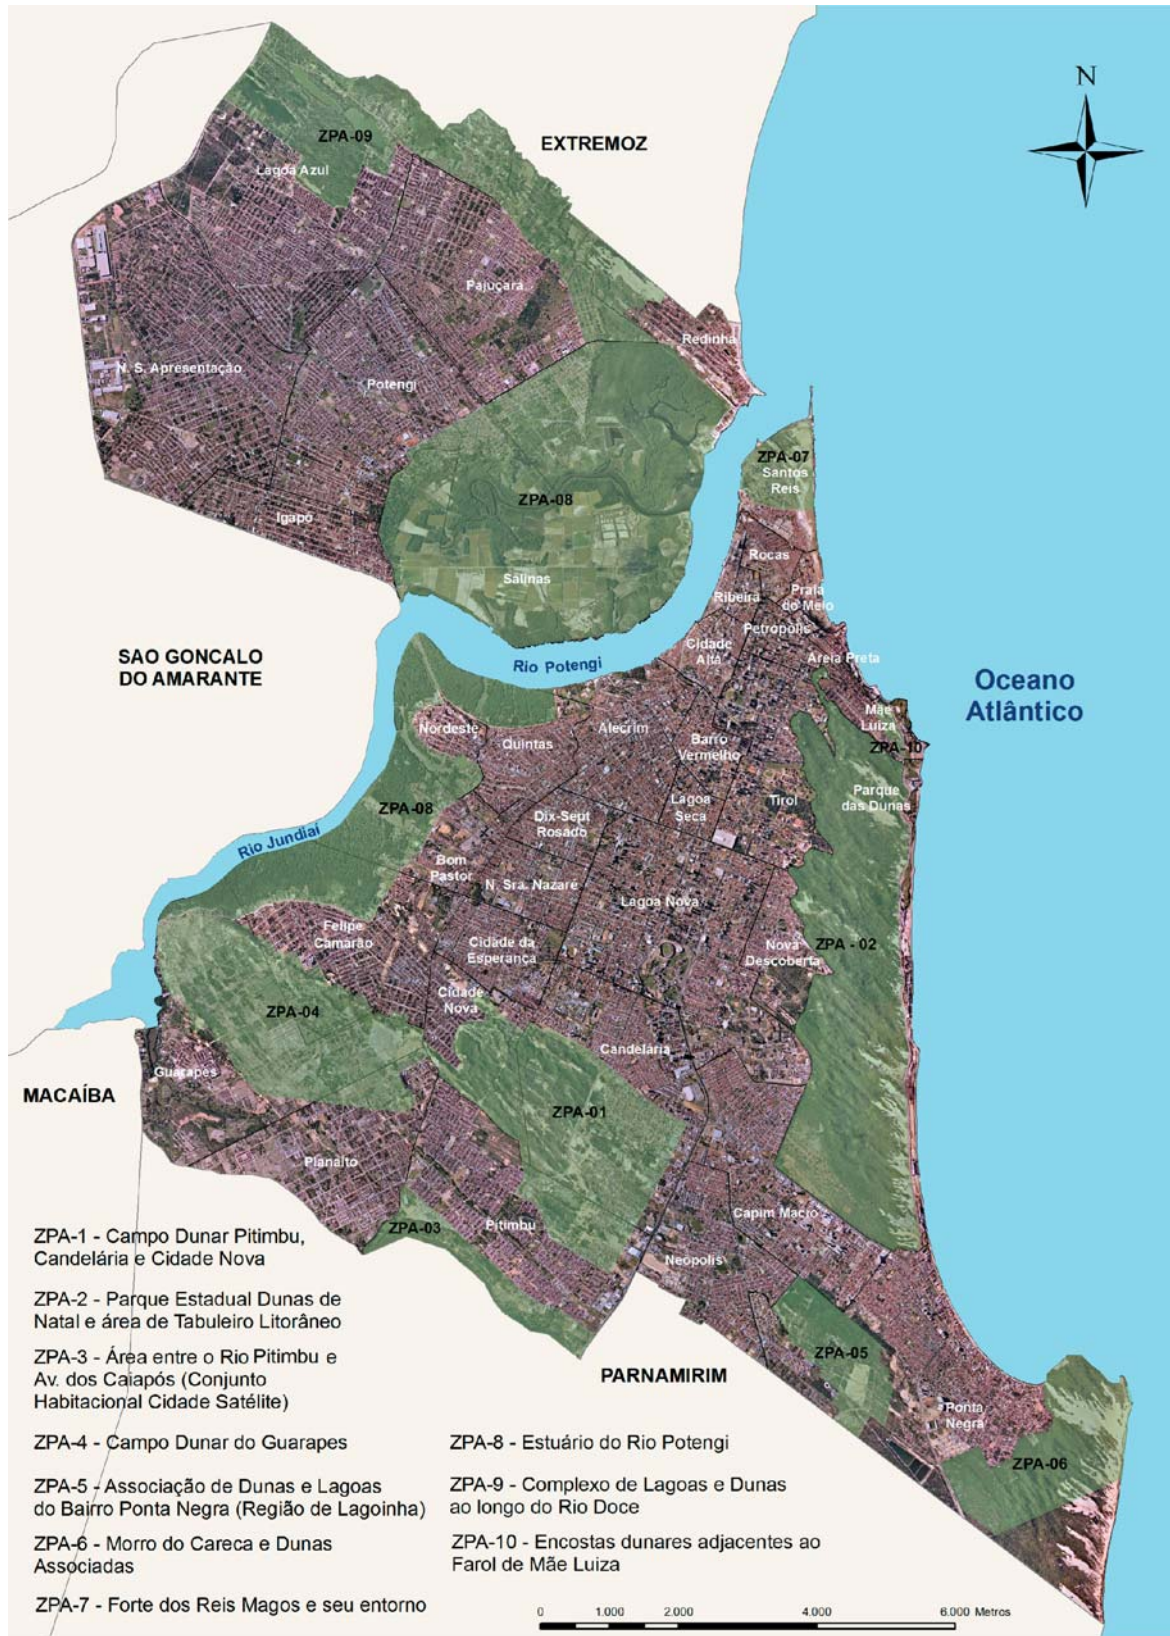 N
ZPA-09
EXTREMOZ
Lagoa Azul
Pajuçara
Redinha
N. S. Apresentação
Potengi
ZPA-07
Santos
Reis
ZPA-08
Igapó
Rocas
Salinas
Ribeira
Praia
do Meio
Petropólis
Cidade
Alta
SAO GONCALO
DO AMARANTE
Rio Potengi
Areia Preta
Oceano
Atlântico
Mãe
Luiza
Nordeste
Quintas
Alecrim
Barro
Vermelho
ZPA-10
Parque
das Dunas
ZPA-08
Lagoa
Seca
Tirol
Dix-Sept
Rosado
Rio Jundiaí
Bom
Pastor
N. Sra. Nazaré
Lagoa Nova
Felipe
Camarão
Cidade da
Esperança
Nova
Descoberta
ZPA - 02
Cidade
Nova
ZPA-04
Candelária
Guarapes
MACAÍBA
ZPA-01
Planalto
Capim Macio
ZPA-03
Pitimbu
Neópolis
ZPA-05
PARNAMIRIM
Ponta
Negra
ZPA-06
ZPA-1 - Campo Dunar Pitimbu,
Candelária e Cidade Nova
ZPA-2 - Parque Estadual Dunas de
Natal e área de Tabuleiro Litorâneo
ZPA-3 - Área entre o Rio Pitimbu e
Av. dos Caiapós (Conjunto
Habitacional Cidade Satélite)
ZPA-4 - Campo Dunar do Guarapes
ZPA-5 - Associação de Dunas e Lagoas
do Bairro Ponta Negra (Região de Lagoinha)
ZPA-6 - Morro do Careca e Dunas
Associadas
ZPA-7 - Forte dos Reis Magos e seu entorno
ZPA-8 - Estuário do Rio Potengi
ZPA-9 - Complexo de Lagoas e Dunas
ao longo do Rio Doce
ZPA-10 - Encostas dunares adjacentes ao
Farol de Mãe Luiza
0 1.000 2.000 4.000 6.000 Metros